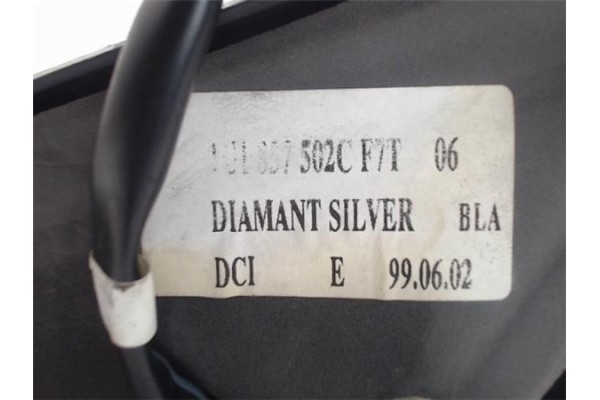 502C F7T 06
DIAMANT SILVER BLA
DCI E 99.06.02